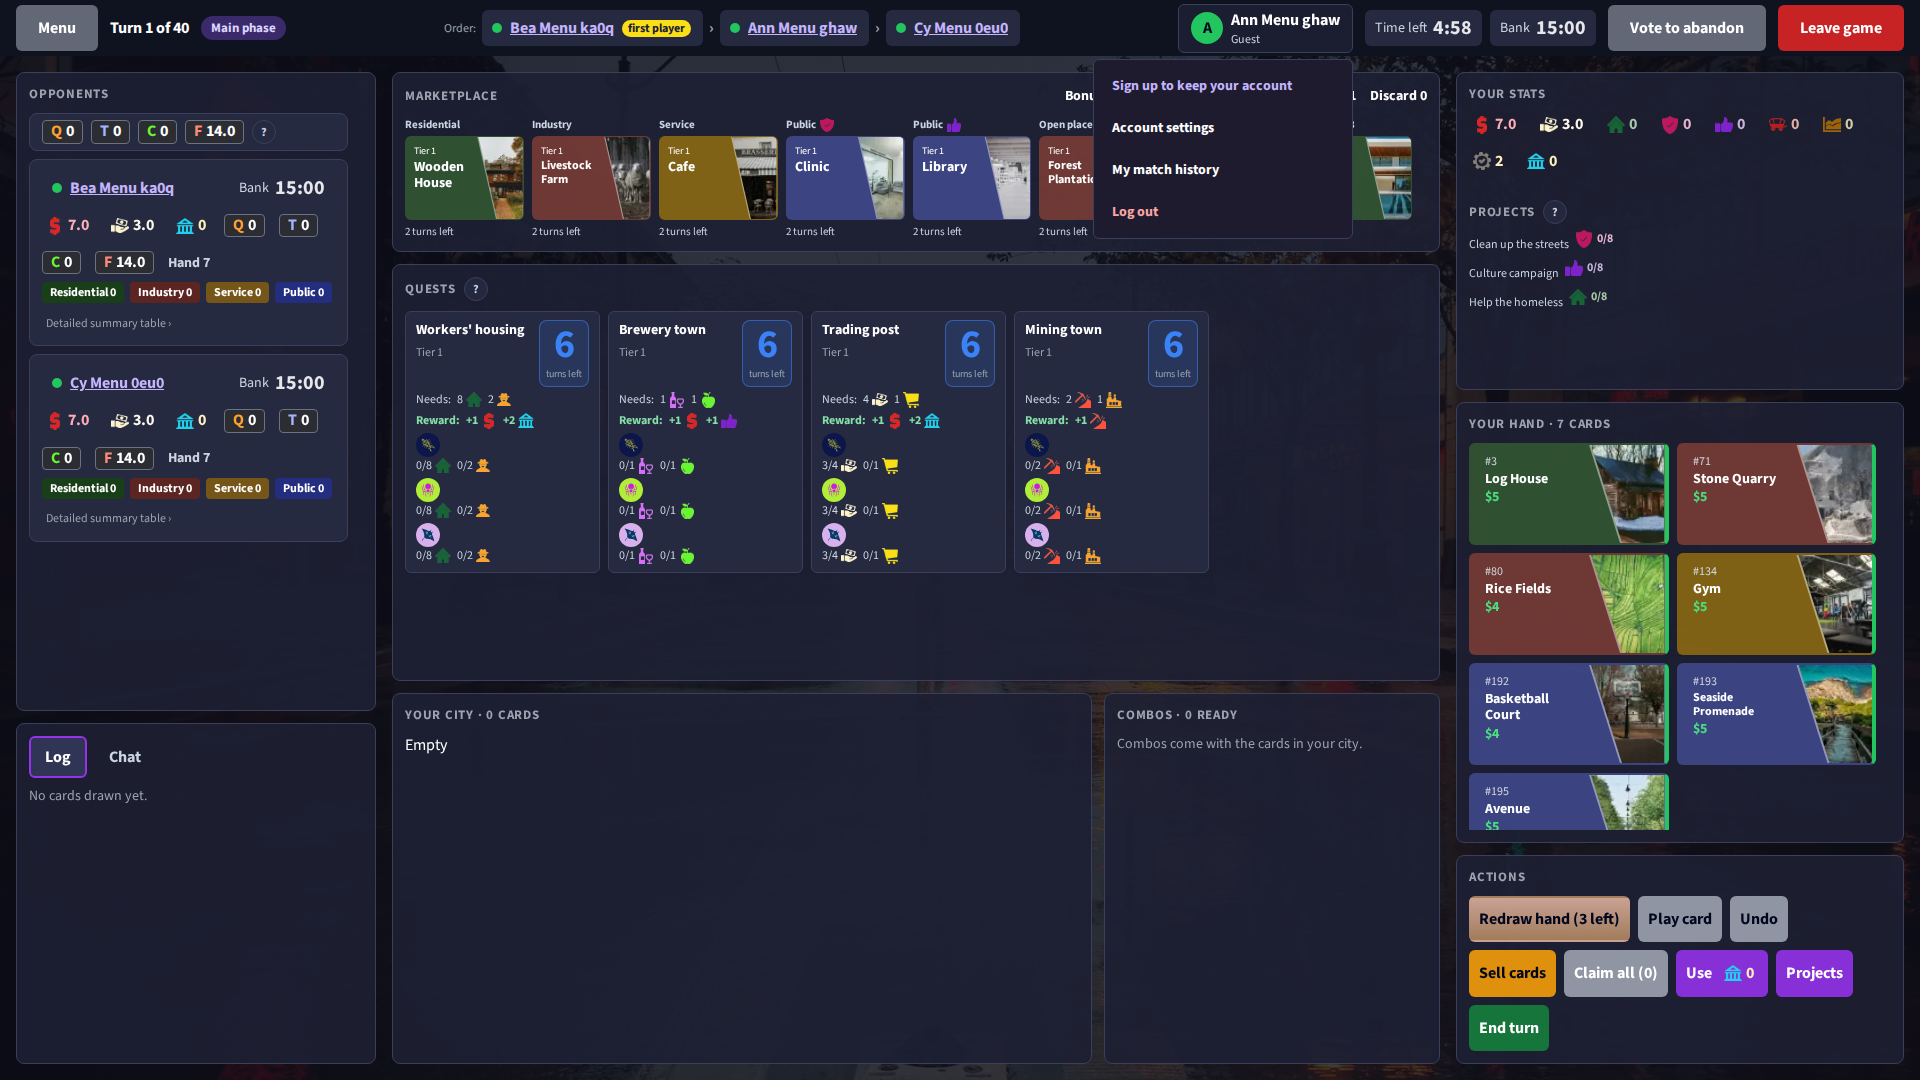 Menu
Turn 1 of 40
Main phase
Order:
Bea Menu ka0q
first player
›
Ann Menu ghaw
›
Cy Menu 0eu0
A
Ann Menu ghaw
Guest
Time left 4:58
Bank 15:00
Vote to abandon
Leave game
Sign up to keep your account
Account settings
My match history
Log out
OPPONENTS
Q 0
T 0
C 0
F 14.0
?
Bea Menu ka0q
Bank 15:00
7.0
3.0
0
Q 0
T 0
C 0
F 14.0
Hand 7
Residential 0
Industry 0
Service 0
Public 0
Detailed summary table ›
Cy Menu 0eu0
Bank 15:00
7.0
3.0
0
Q 0
T 0
C 0
F 14.0
Hand 7
Residential 0
Industry 0
Service 0
Public 0
Detailed summary table ›
Log
Chat
No cards drawn yet.
MARKETPLACE
Discard 0
Residential
Tier 1
Wooden
House
2 turns left
Industry
Tier 1
Livestock
Farm
2 turns left
Service
Tier 1
Cafe
2 turns left
Public
Tier 1
Clinic
2 turns left
Public
Tier 1
Library
2 turns left
Open place
Tier 1
Forest
2 turns left
QUESTS
?
Workers' housing
Tier 1
6
turns left
Needs: 8 2
Reward: +1 +2
0/8 0/2
0/8 0/2
0/8 0/2
Brewery town
Tier 1
6
turns left
Needs: 1 1
Reward: +1 +1
0/1 0/1
0/1 0/1
0/1 0/1
Trading post
Tier 1
6
turns left
Needs: 4 1
Reward: +1 +2
3/4 0/1
3/4 0/1
3/4 0/1
Mining town
Tier 1
6
turns left
Needs: 2 1
Reward: +1
0/2 0/1
0/2 0/1
0/2 0/1
YOUR CITY · 0 CARDS
Empty
COMBOS · 0 READY
Combos come with the cards in your city.
YOUR STATS
7.0
3.0
0
0
0
0
0
2
0
PROJECTS
?
Clean up the streets 0/8
Culture campaign 0/8
Help the homeless 0/8
YOUR HAND · 7 CARDS
#3
Log House
$5
#71
Stone Quarry
$5
#80
Rice Fields
$4
#134
Gym
$5
#192
Basketball
Court
$4
#193
Seaside
Promenade
$5
#195
Avenue
$5
ACTIONS
Redraw hand (3 left)
Play card
Undo
Sell cards
Claim all (0)
Use 0
Projects
End turn